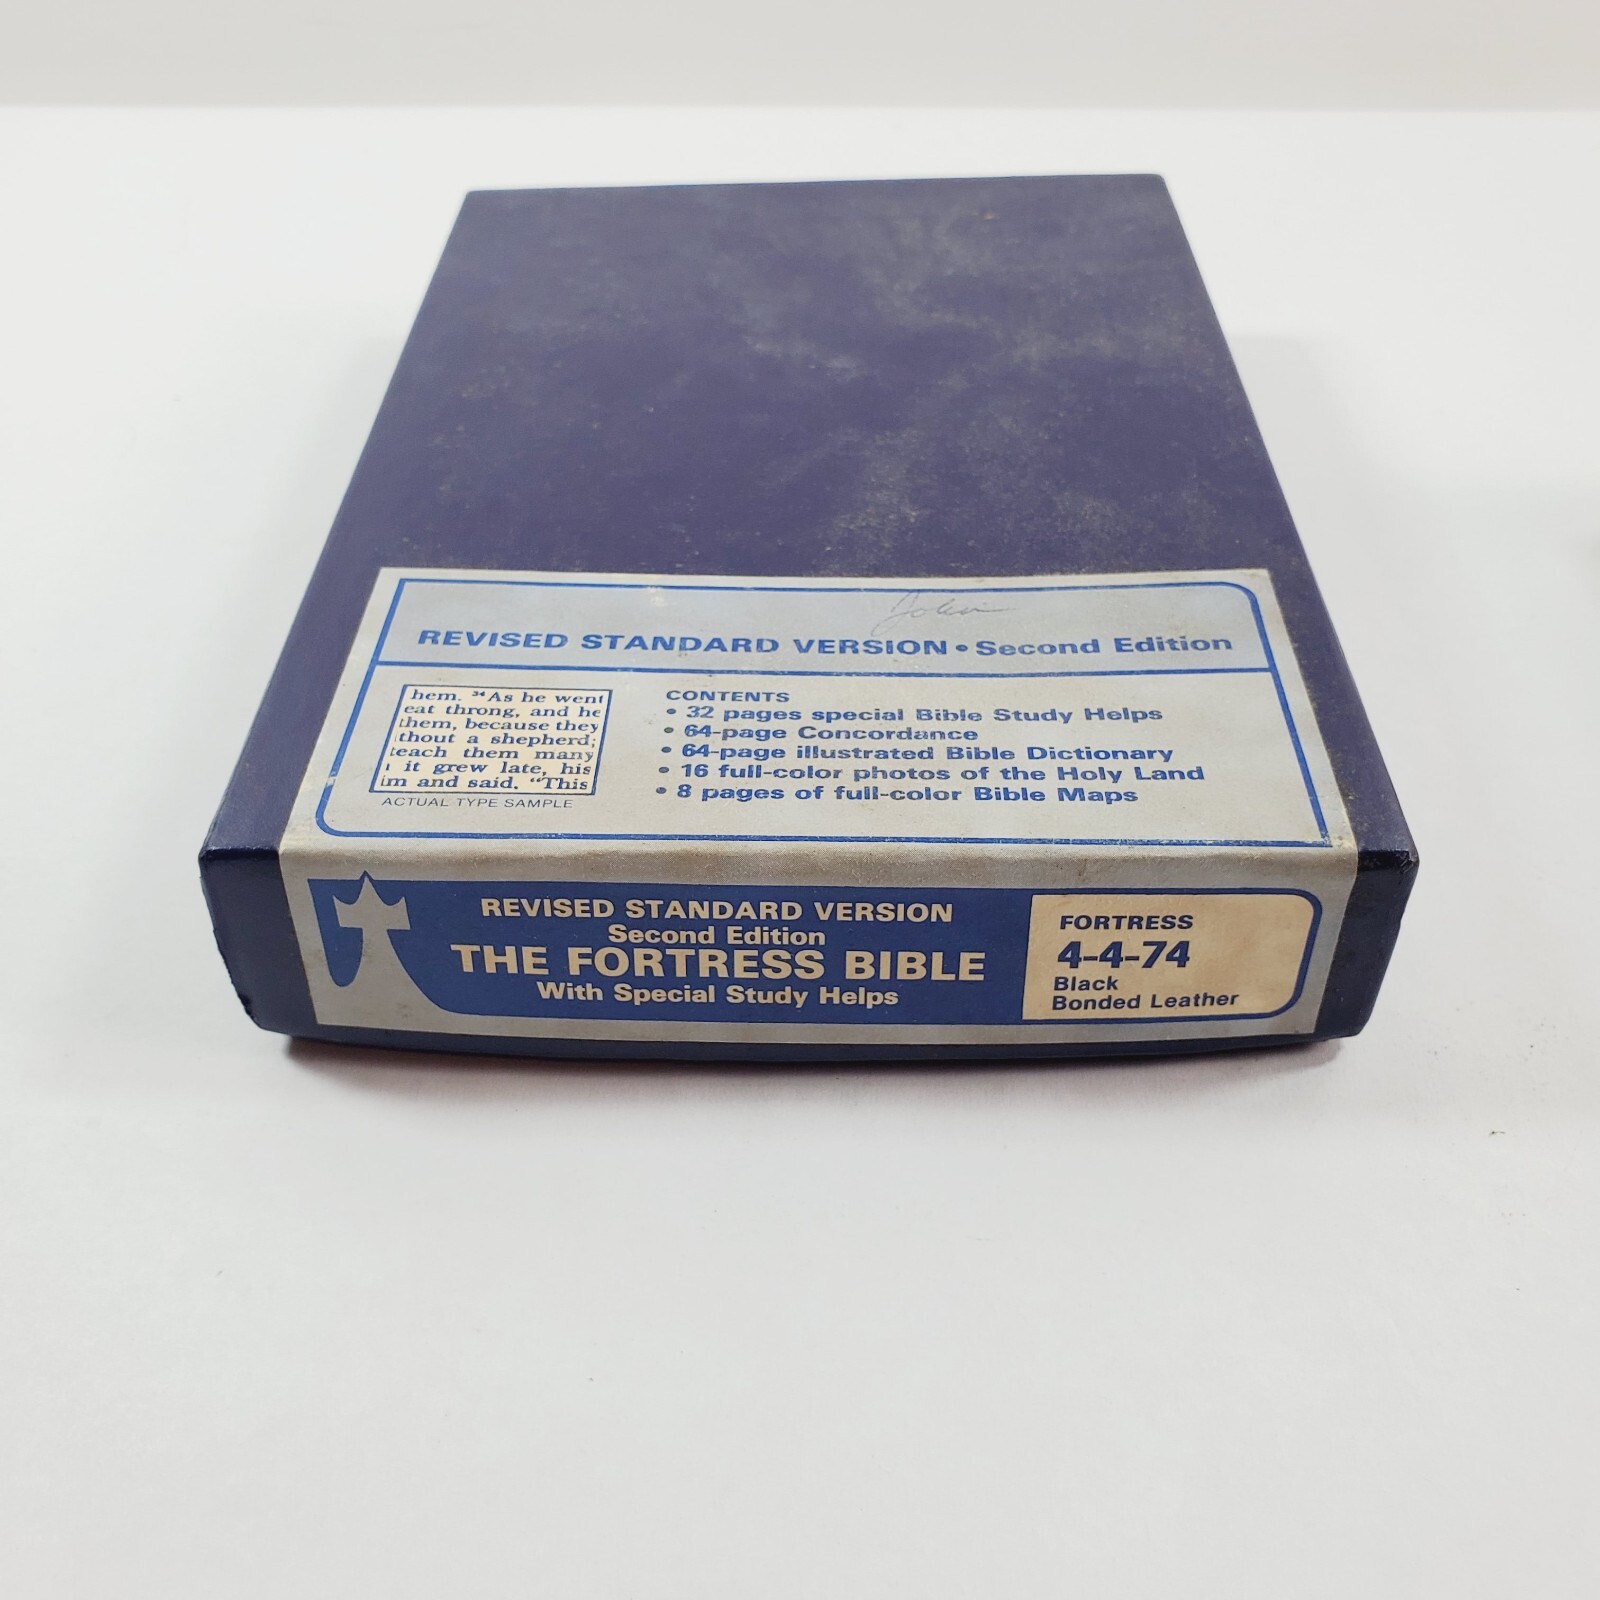 REVISED STANDARD VERSION • Second Edition
hem. ³⁴As he went
eat throng, and he
them, because they
thout a shepherd;
teach them many
it grew late, his
im and said. "This
ACTUAL TYPE SAMPLE
CONTENTS
• 32 pages special Bible Study Helps
• 64-page Concordance
• 64-page illustrated Bible Dictionary
• 16 full-color photos of the Holy Land
• 8 pages of full-color Bible Maps
REVISED STANDARD VERSION
Second Edition
THE FORTRESS BIBLE
With Special Study Helps
FORTRESS
4-4-74
Black
Bonded Leather